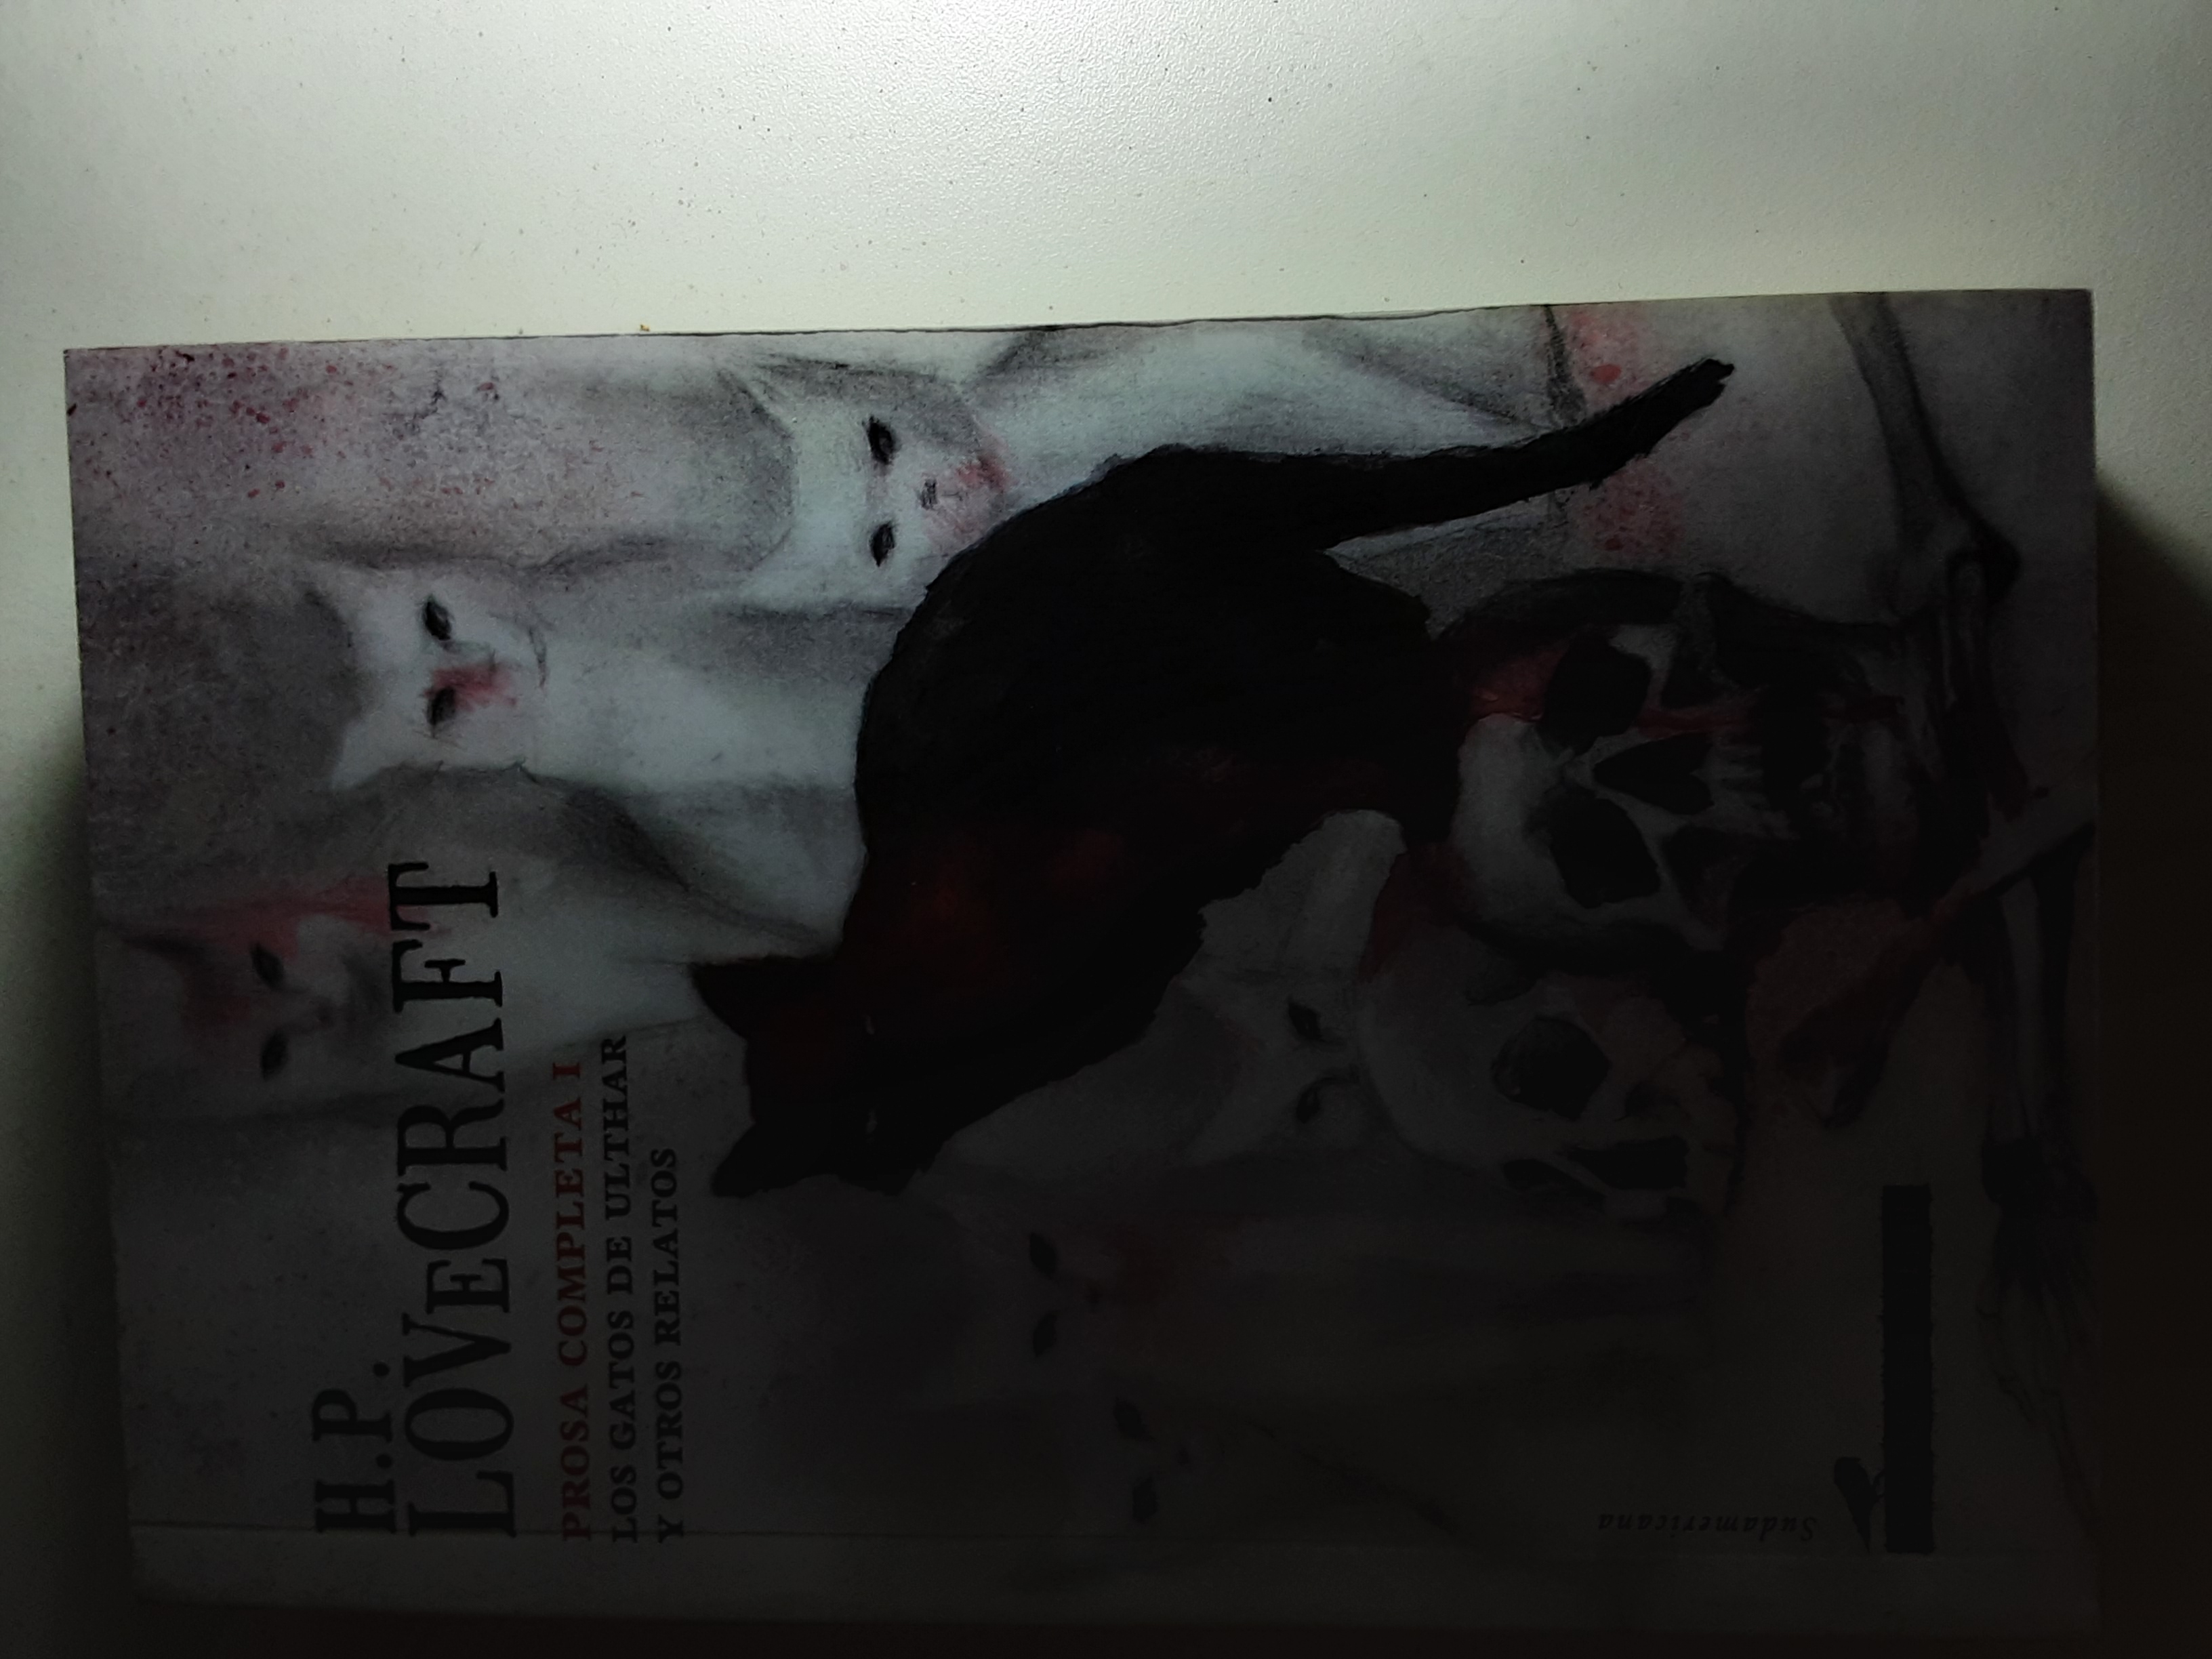 H.P.
LOVECRAFT
PROSA COMPLETA I
LOS GATOS DE ULTHAR
Y OTROS RELATOS
Sudamericana